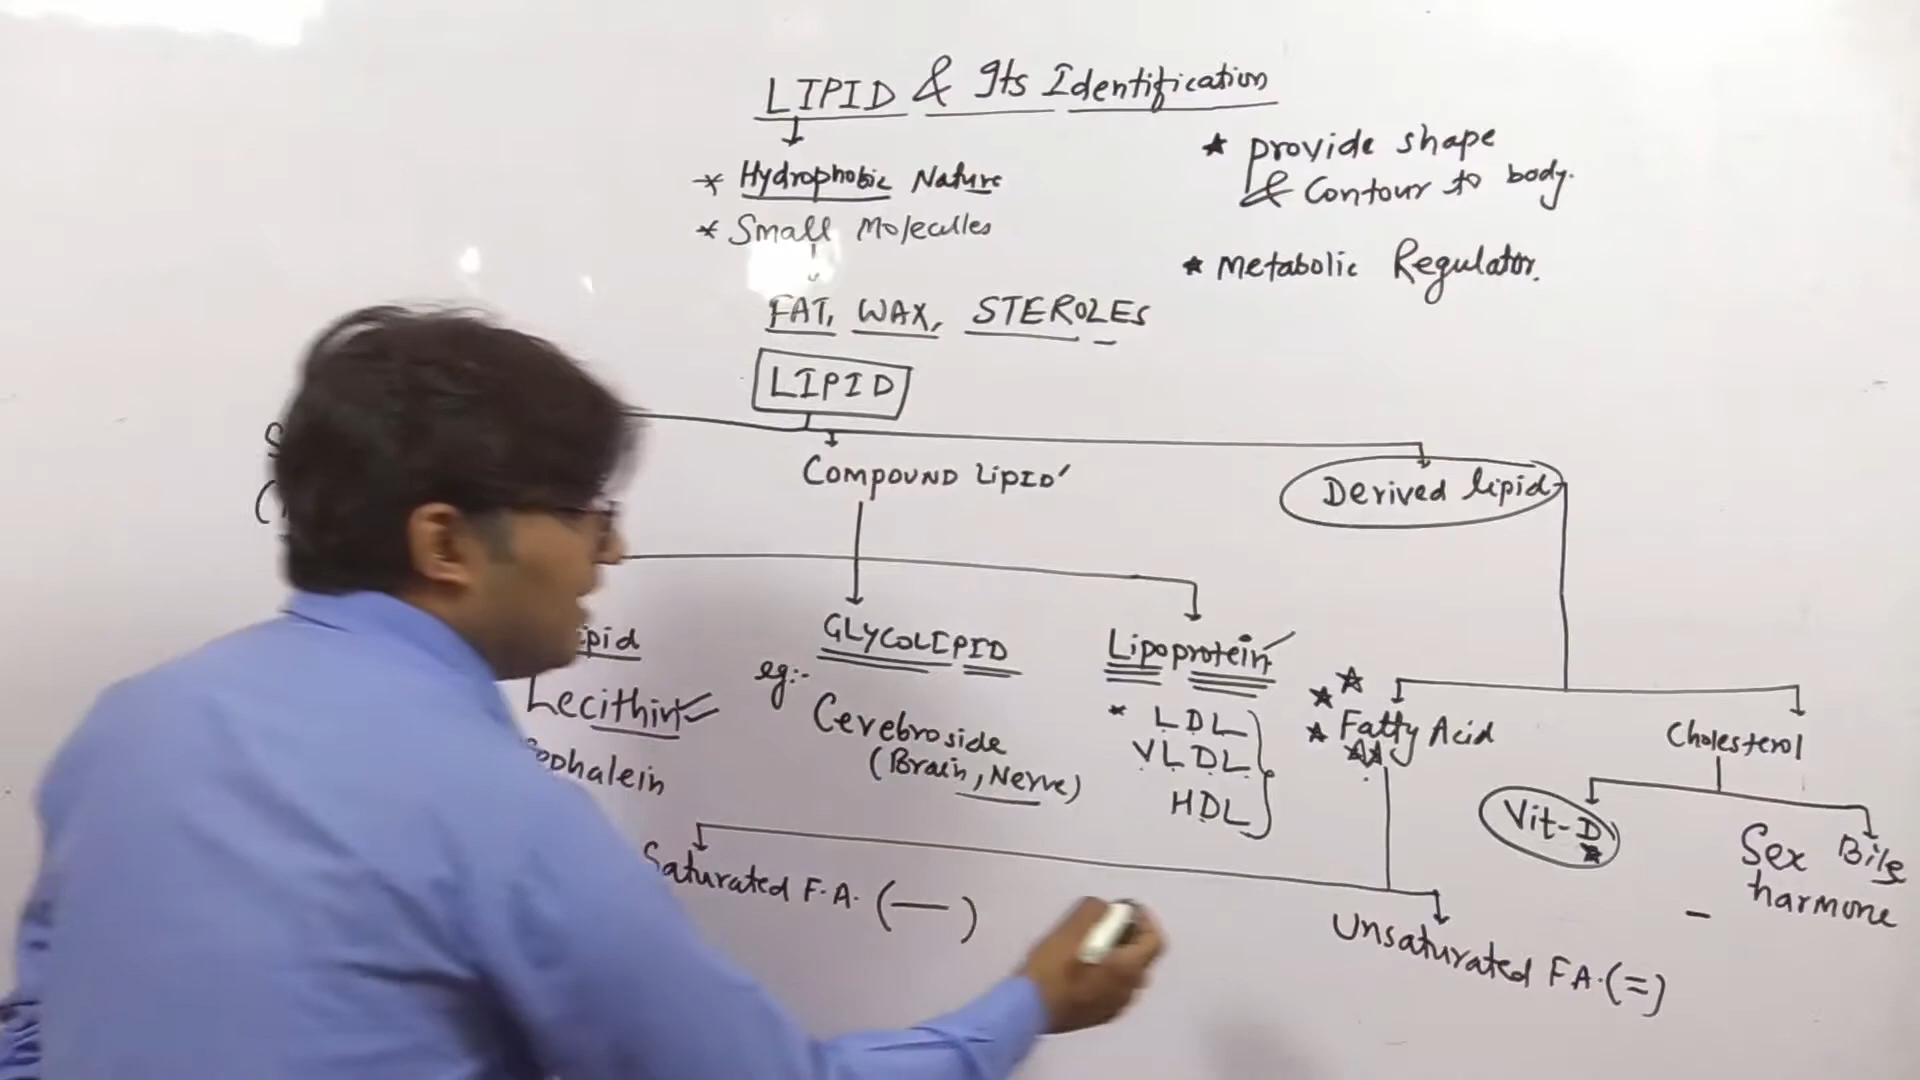 LIPID & Its Identification
* Hydrophobic Nature
* Small Moleculles
FAT, WAX, STEROLES
★ provide shape
& Contour to body.
★ Metabolic Regulator.
LIPID
COMPOUND LIPID
Derived lipid
GLYCOLIPID
eg:-
Cerebroside
(Brain, Nerve)
Lipoprotein
* LDL
VLDL
HDL
Lecithin
★ Fatty Acid
Cholesterol
Vit-D
Sex harmone
Bile
Saturated F.A. (—)
Unsaturated F.A. (=)